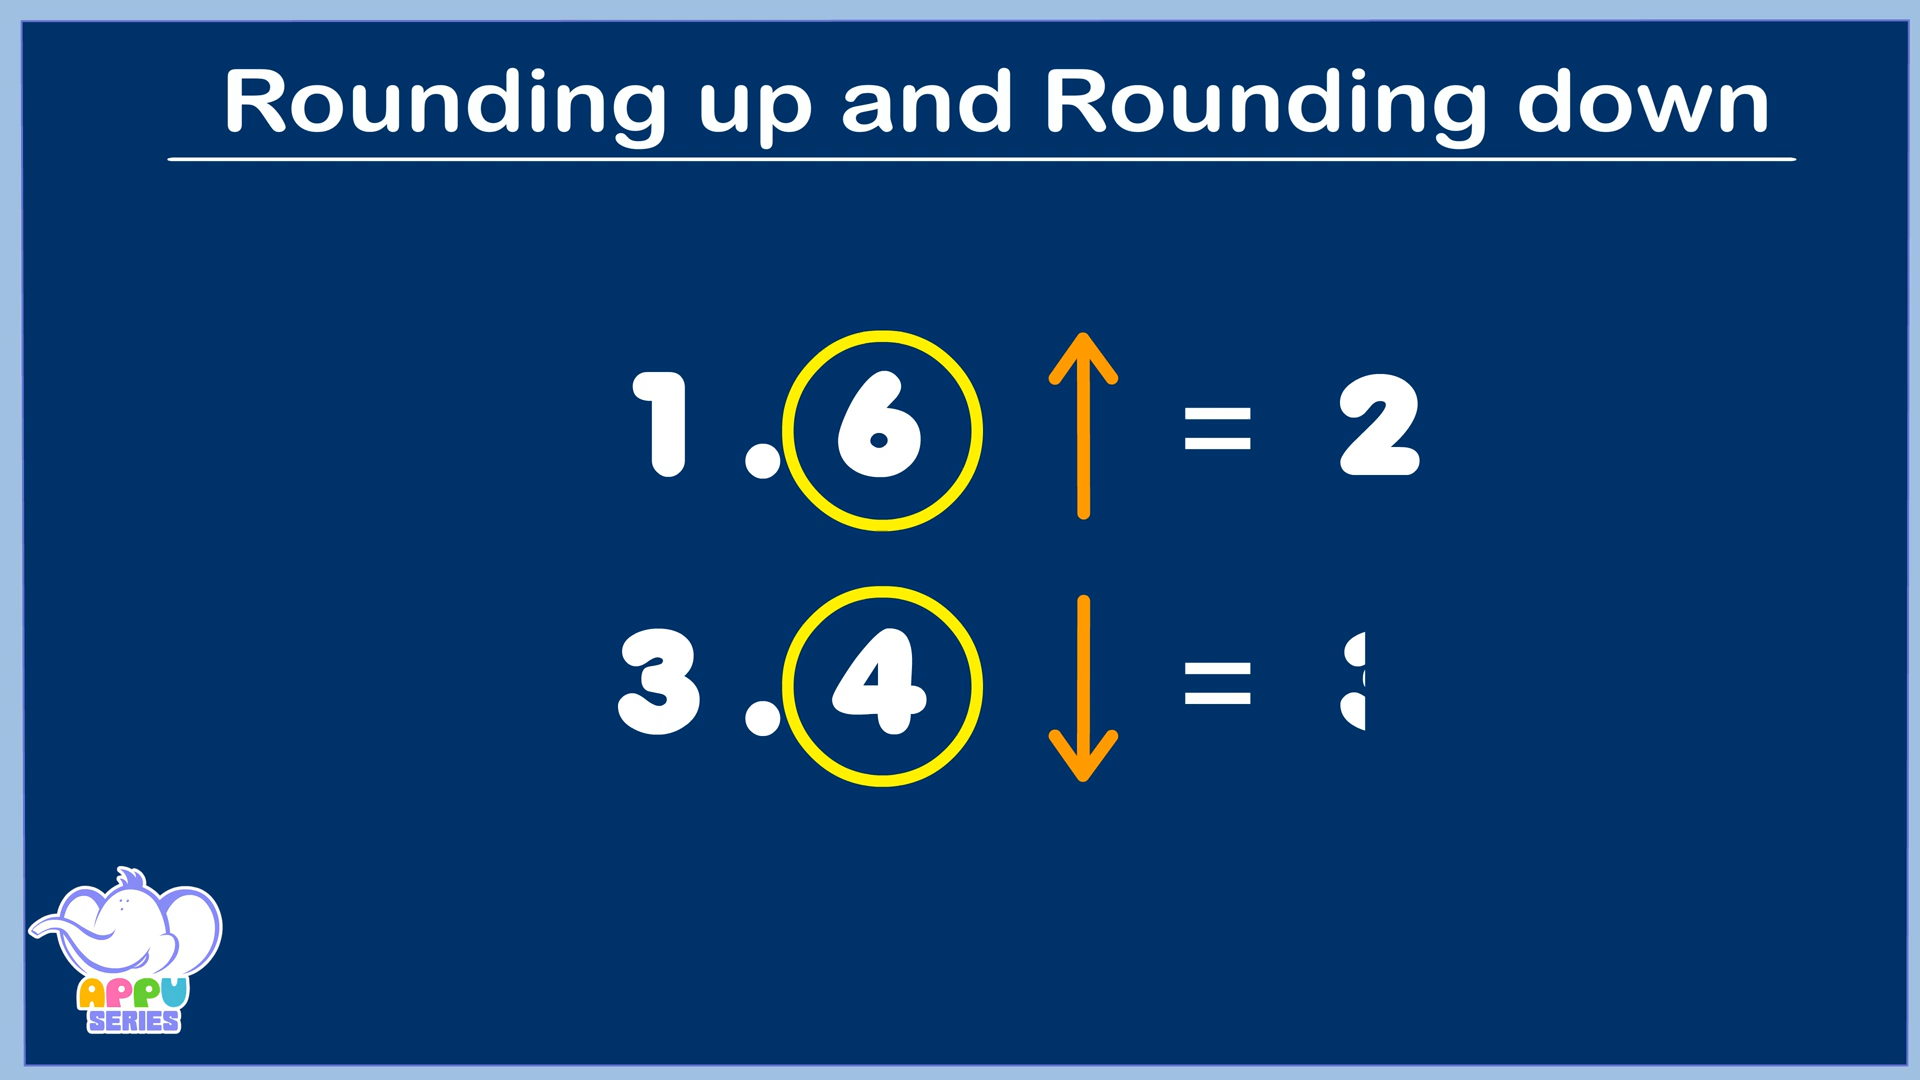 Rounding up and Rounding down
1.6 ↑ = 2
3.4 ↓ =
APPU
SERIES